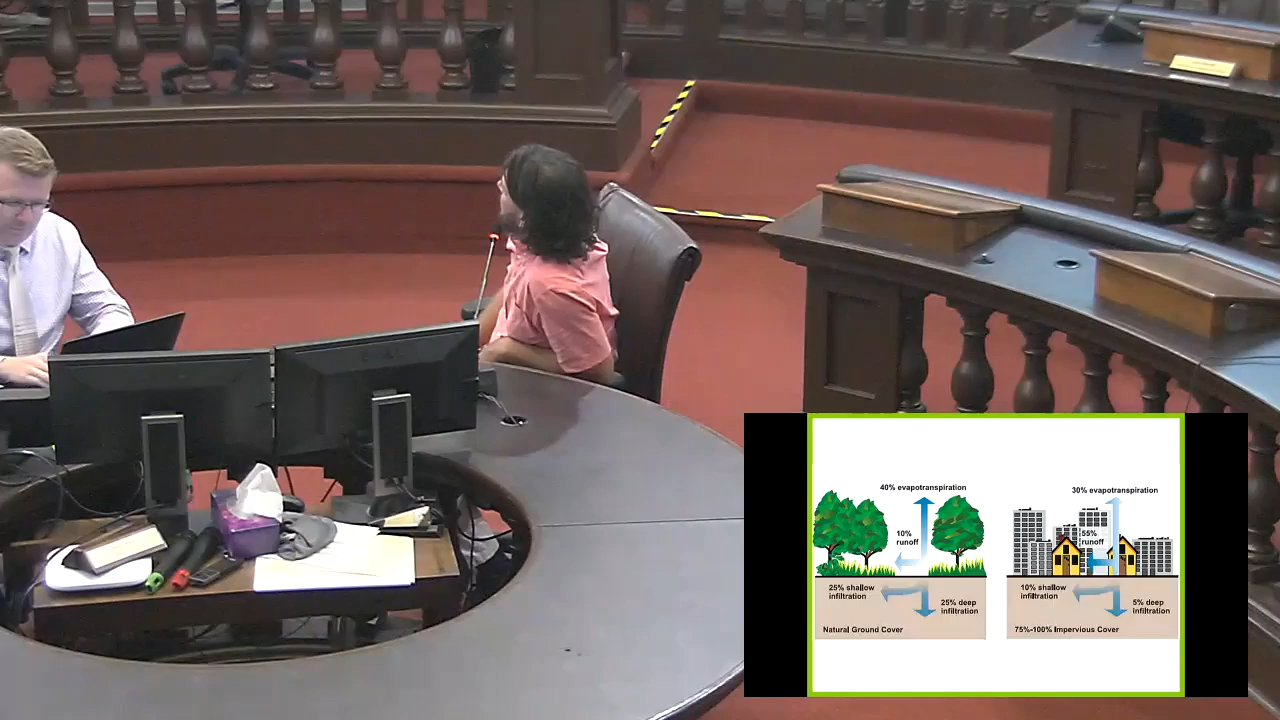 40% evapotranspiration
10%
runoff
25% shallow
infiltration
25% deep
infiltration
Natural Ground Cover
30% evapotranspiration
55%
runoff
10% shallow
infiltration
5% deep
infiltration
75%-100% Impervious Cover